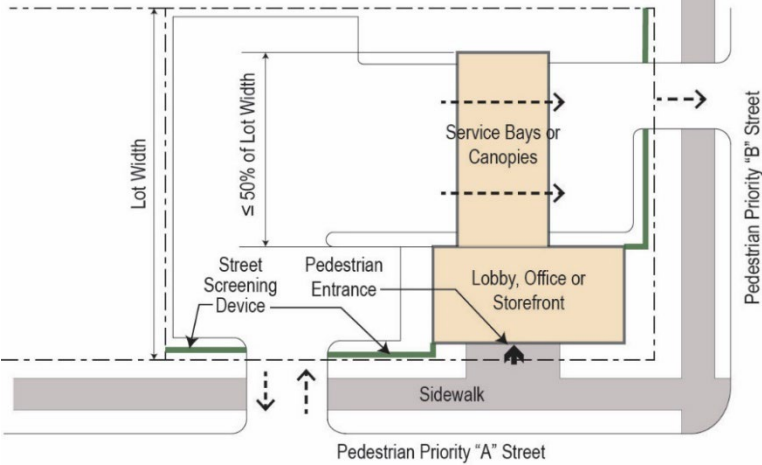 Lot Width
≤ 50% of Lot Width
Service Bays or
Canopies
Pedestrian Priority “B” Street
Street
Screening
Device
Pedestrian
Entrance
Lobby, Office or
Storefront
Sidewalk
Pedestrian Priority “A” Street